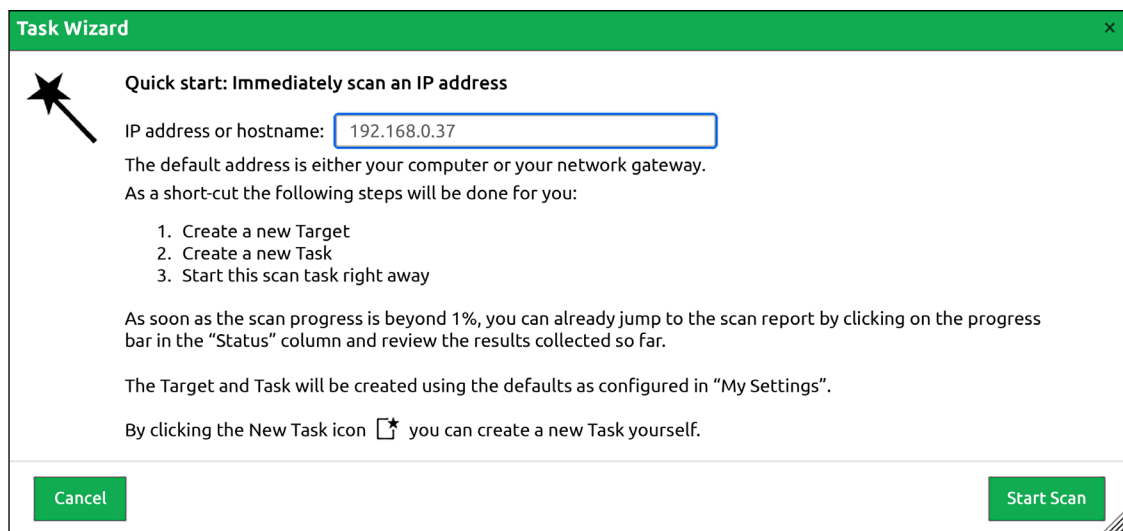 Task Wizard
×
Quick start: Immediately scan an IP address
IP address or hostname: 192.168.0.37
The default address is either your computer or your network gateway.
As a short-cut the following steps will be done for you:
1. Create a new Target
2. Create a new Task
3. Start this scan task right away
As soon as the scan progress is beyond 1%, you can already jump to the scan report by clicking on the progress
bar in the “Status” column and review the results collected so far.
The Target and Task will be created using the defaults as configured in “My Settings”.
By clicking the New Task icon you can create a new Task yourself.
Cancel
Start Scan